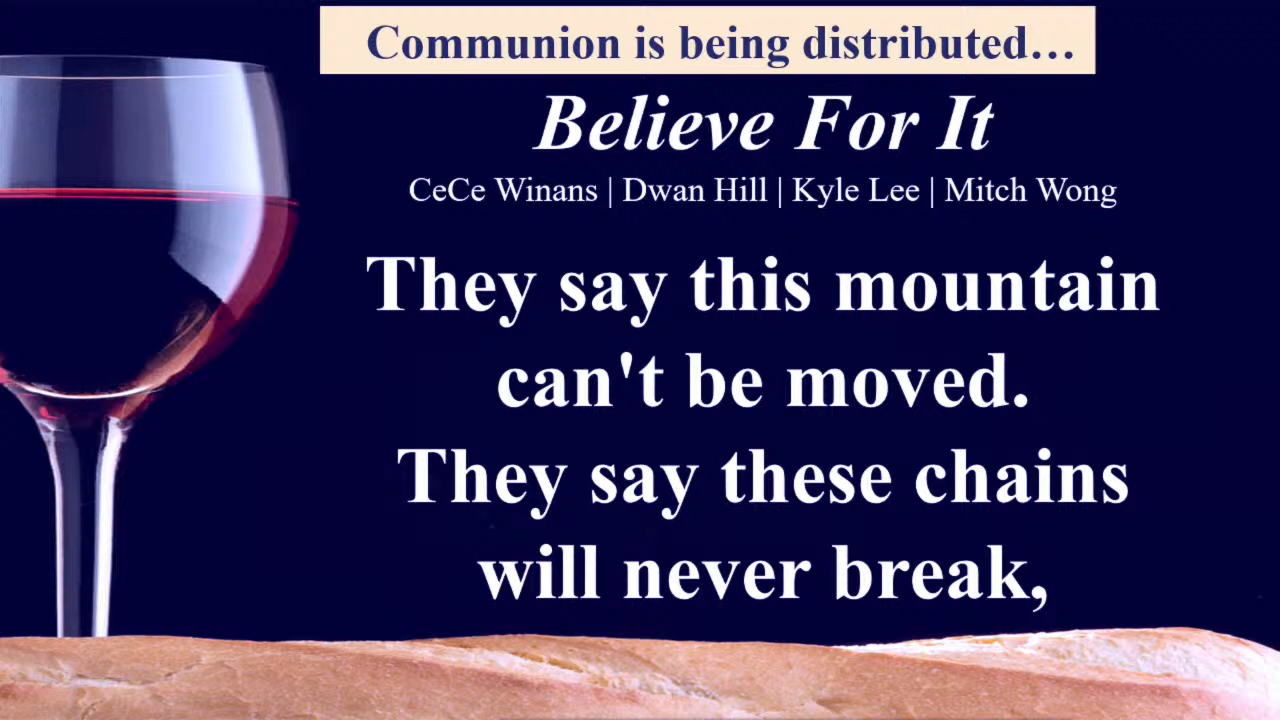 Communion is being distributed…
Believe For It
CeCe Winans | Dwan Hill | Kyle Lee | Mitch Wong
They say this mountain
can't be moved.
They say these chains
will never break,